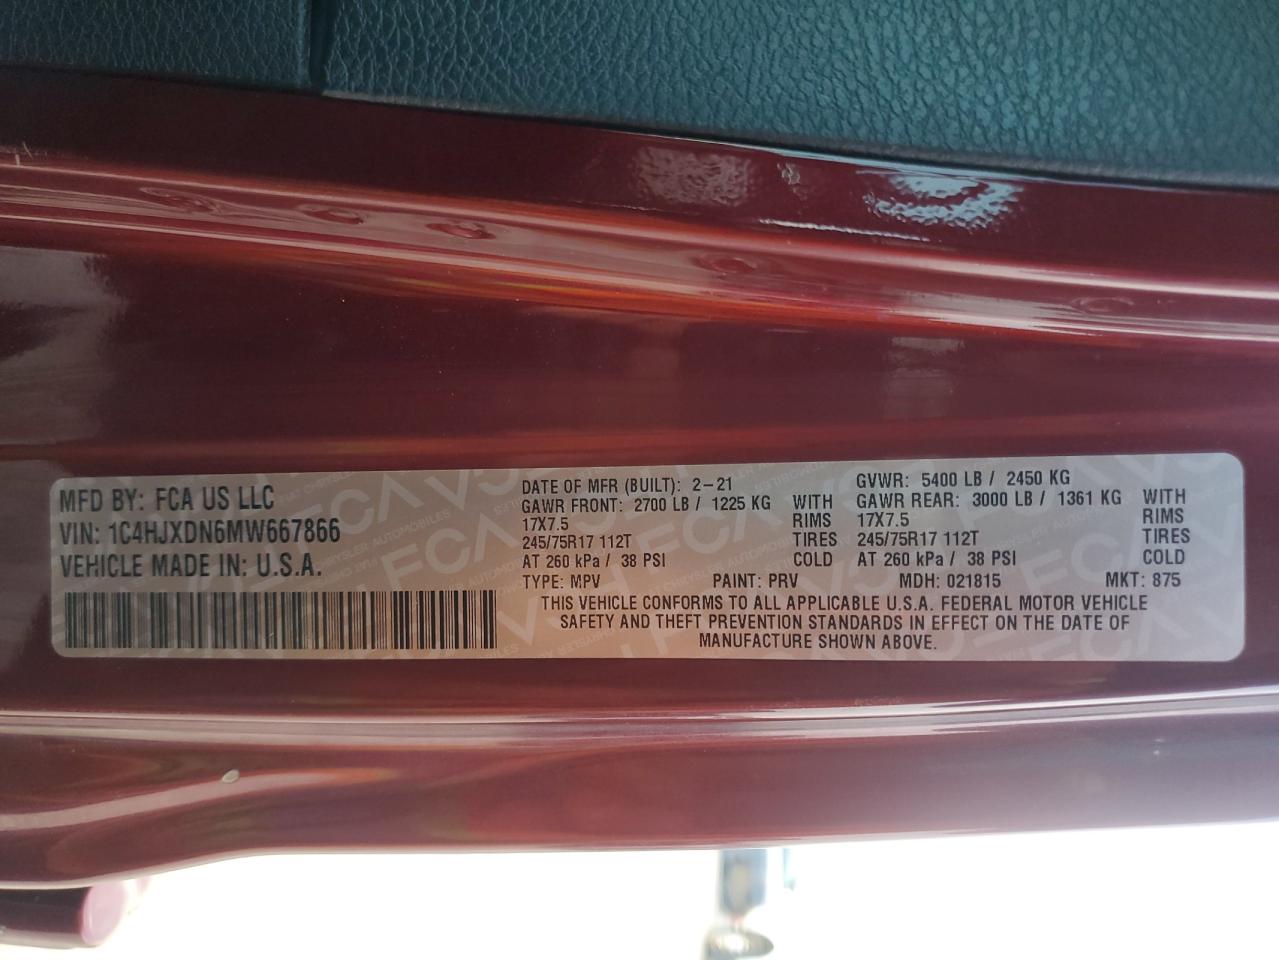 MFD BY: FCA US LLC
VIN: 1C4HJXDN6MW667866
VEHICLE MADE IN: U.S.A.
DATE OF MFR (BUILT): 2-21
GAWR FRONT: 2700 LB / 1225 KG WITH
17X7.5 RIMS
245/75R17 112T TIRES
AT 260 kPa / 38 PSI COLD
GVWR: 5400 LB / 2450 KG
GAWR REAR: 3000 LB / 1361 KG WITH
17X7.5 RIMS
245/75R17 112T TIRES
AT 260 kPa / 38 PSI COLD
TYPE: MPV PAINT: PRV MDH: 021815 MKT: 875
THIS VEHICLE CONFORMS TO ALL APPLICABLE U.S.A. FEDERAL MOTOR VEHICLE
SAFETY AND THEFT PREVENTION STANDARDS IN EFFECT ON THE DATE OF
MANUFACTURE SHOWN ABOVE.